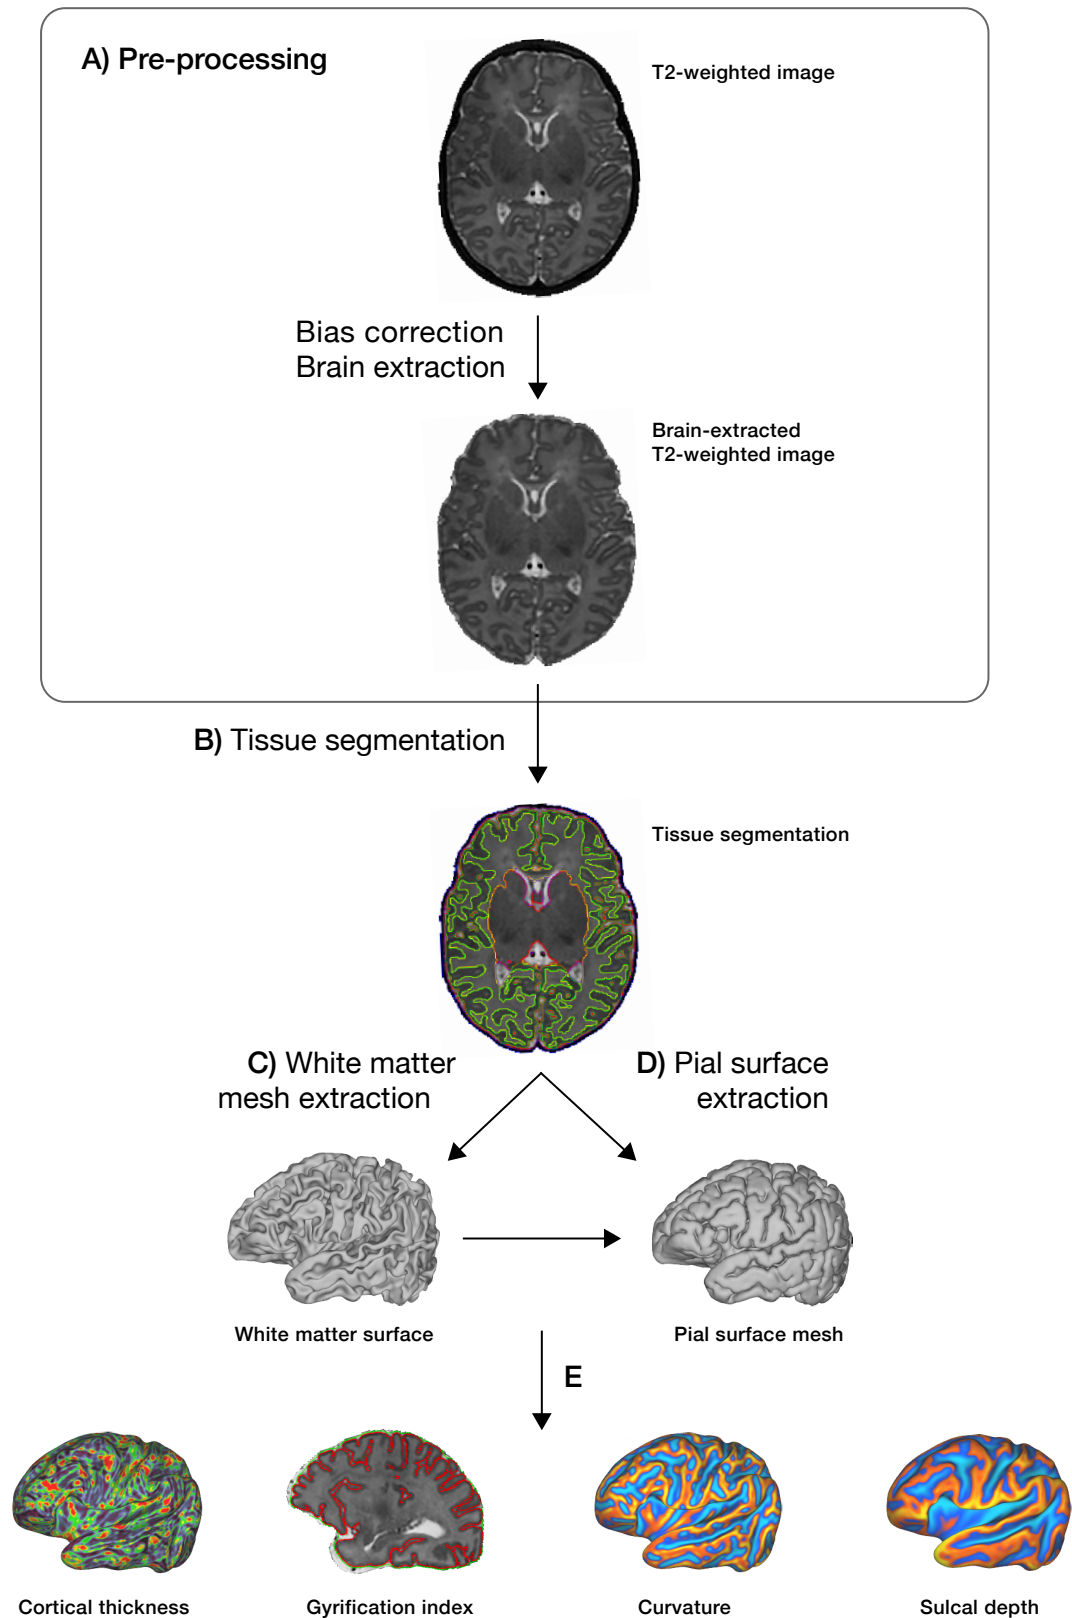 A) Pre-processing
T2-weighted image
Bias correction
Brain extraction
Brain-extracted
T2-weighted image
B) Tissue segmentation
Tissue segmentation
C) White matter
mesh extraction
D) Pial surface
extraction
White matter surface
Pial surface mesh
E
Cortical thickness
Gyrification index
Curvature
Sulcal depth